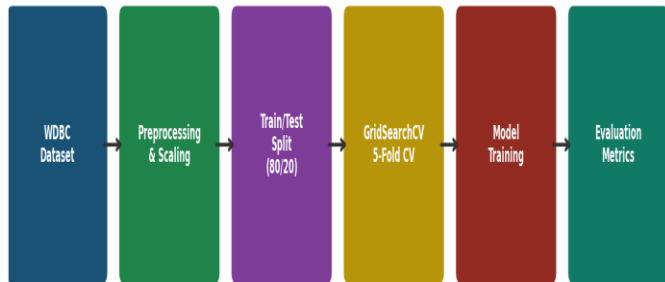 WDBC
Dataset
Preprocessing
& Scaling
Train/Test
Split
(80/20)
GridSearchCV
5-Fold CV
Model
Training
Evaluation
Metrics